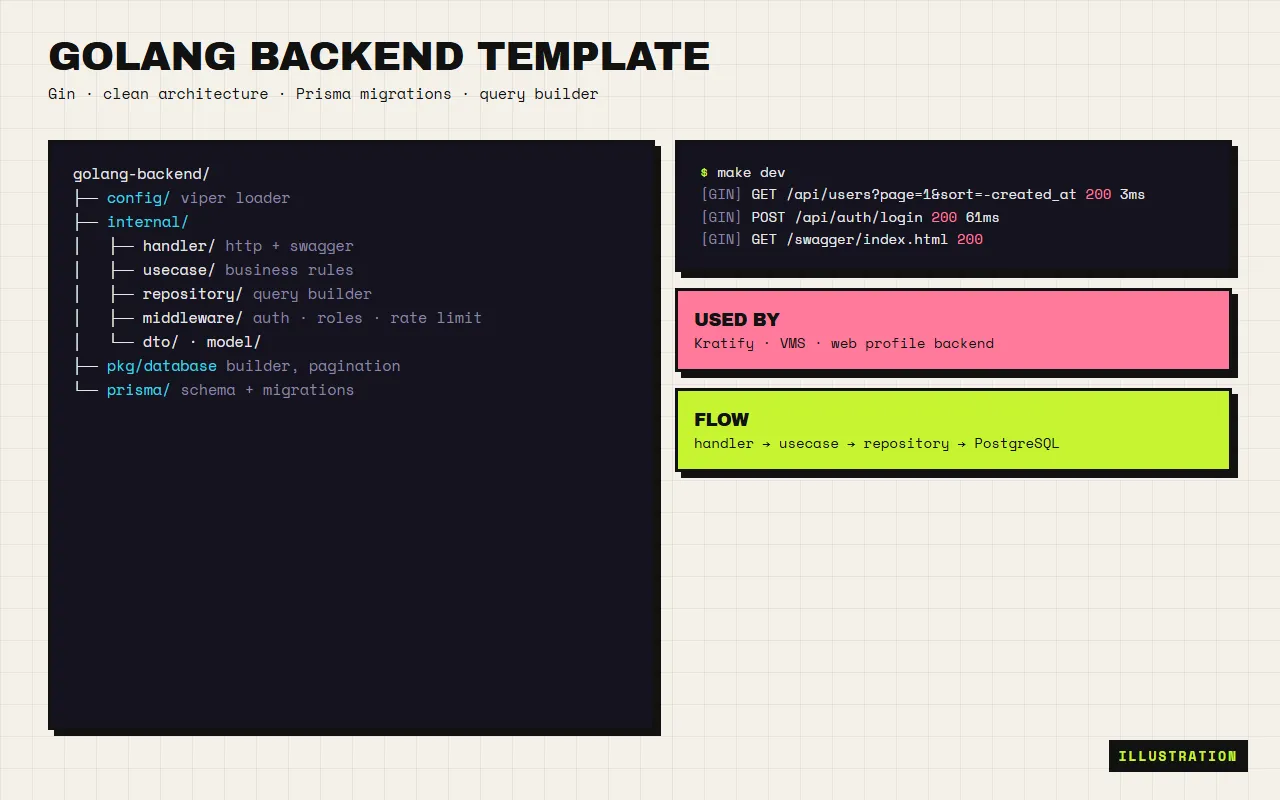 GOLANG BACKEND TEMPLATE
Gin · clean architecture · Prisma migrations · query builder
golang-backend/
├── config/ viper loader
├── internal/
│   ├── handler/ http + swagger
│   ├── usecase/ business rules
│   ├── repository/ query builder
│   ├── middleware/ auth · roles · rate limit
│   └── dto/ · model/
├── pkg/database builder, pagination
└── prisma/ schema + migrations
$ make dev
[GIN] GET /api/users?page=1&sort=-created_at 200 3ms
[GIN] POST /api/auth/login 200 61ms
[GIN] GET /swagger/index.html 200
USED BY
Kratify · VMS · web profile backend
FLOW
handler → usecase → repository → PostgreSQL
ILLUSTRATION